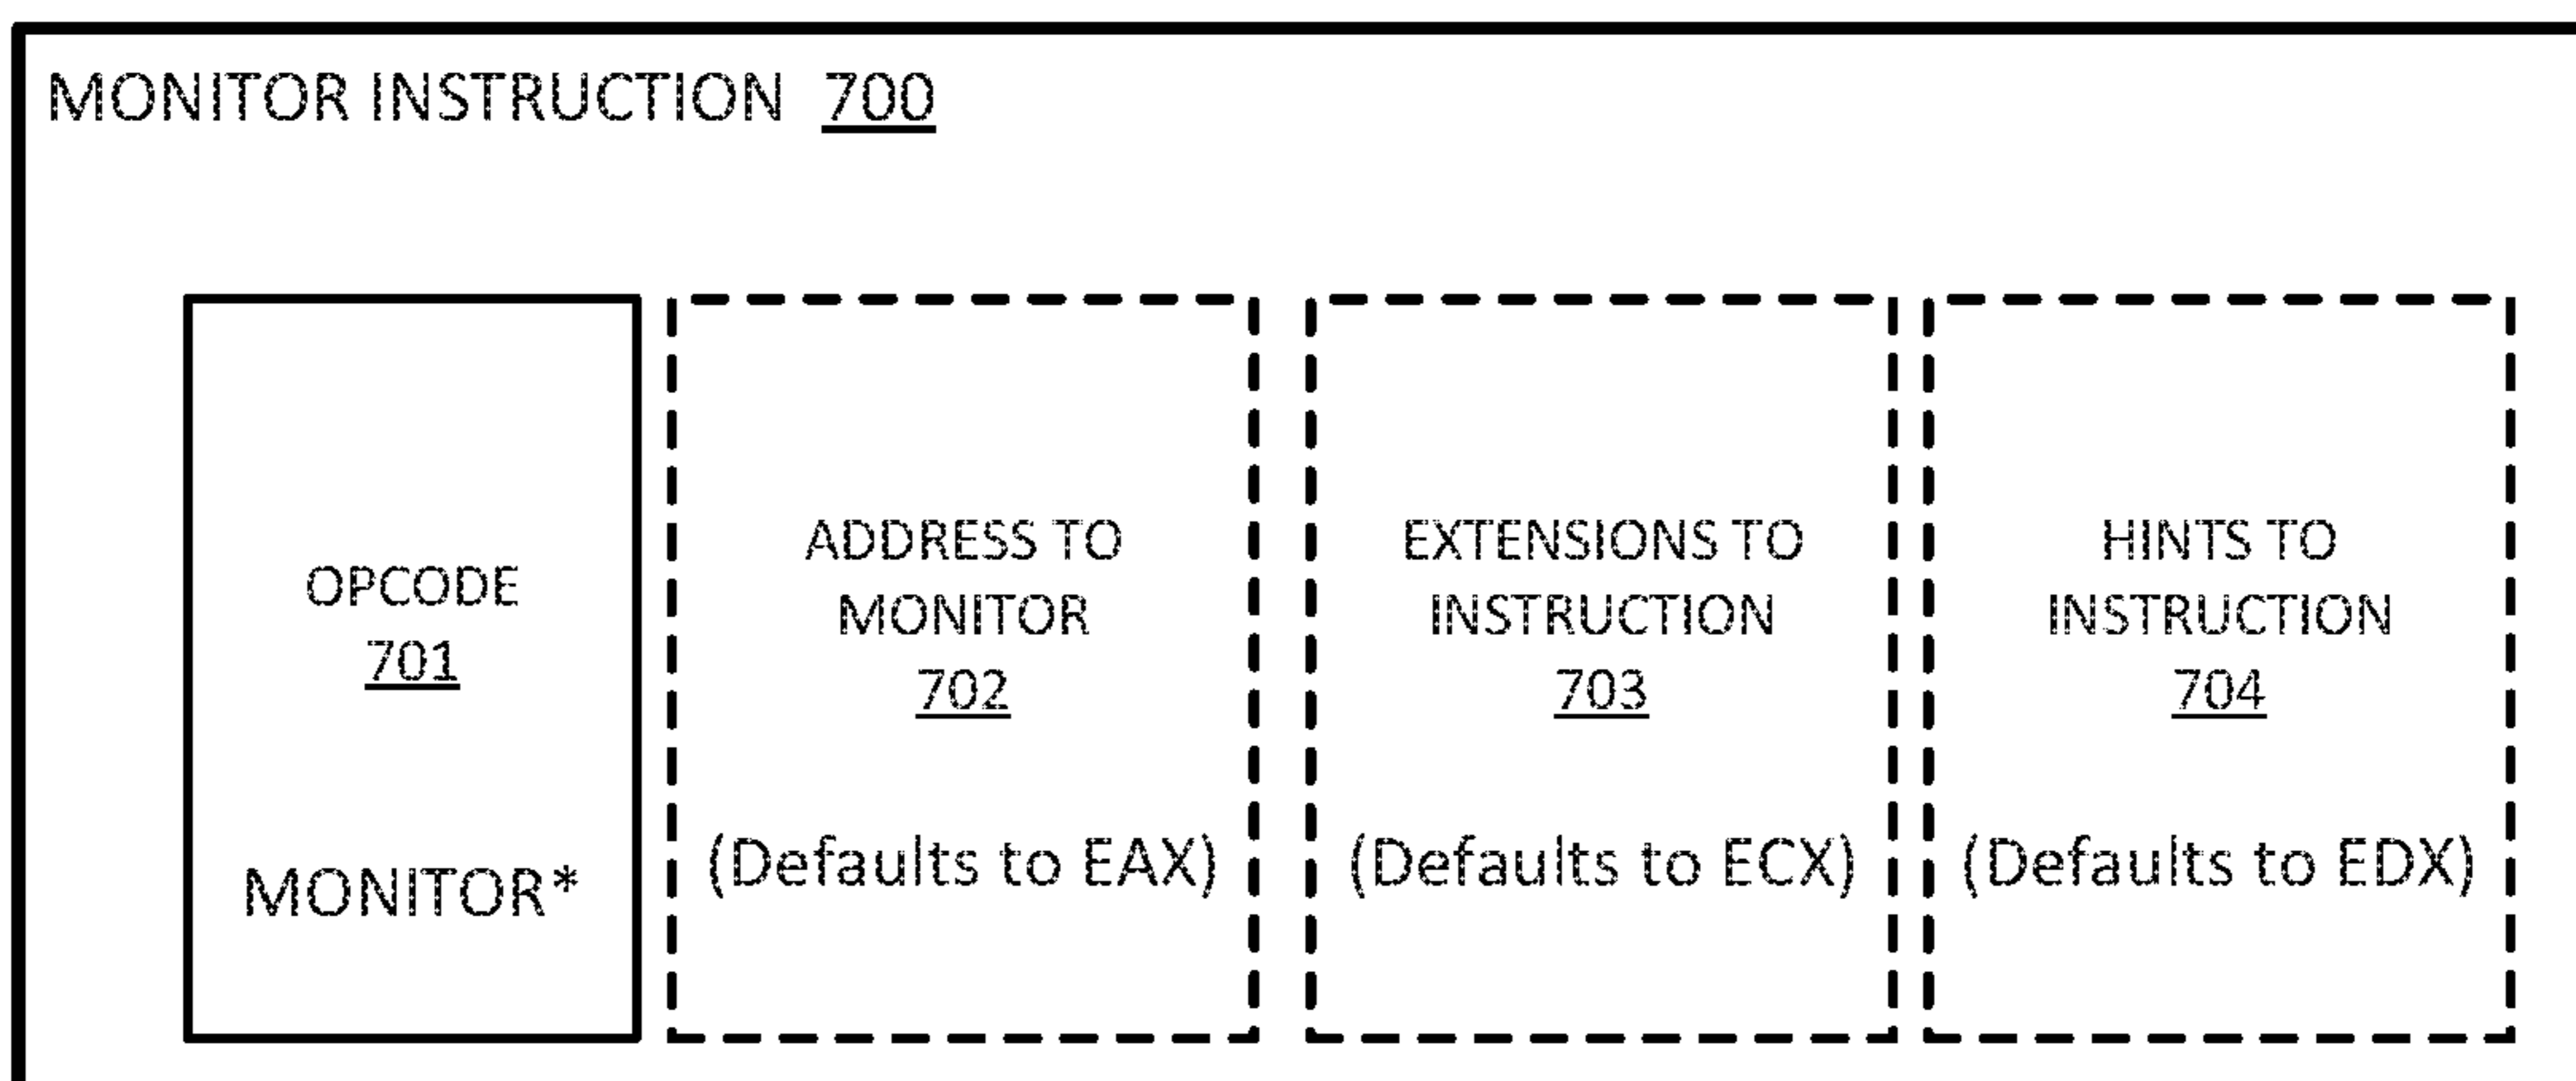 MONITOR INSTRUCTION 700
OPCODE
701
MONITOR*
ADDRESS TO
MONITOR
702
(Defaults to EAX)
EXTENSIONS TO
INSTRUCTION
703
(Defaults to ECX)
HINTS TO
INSTRUCTION
704
(Defaults to EDX)